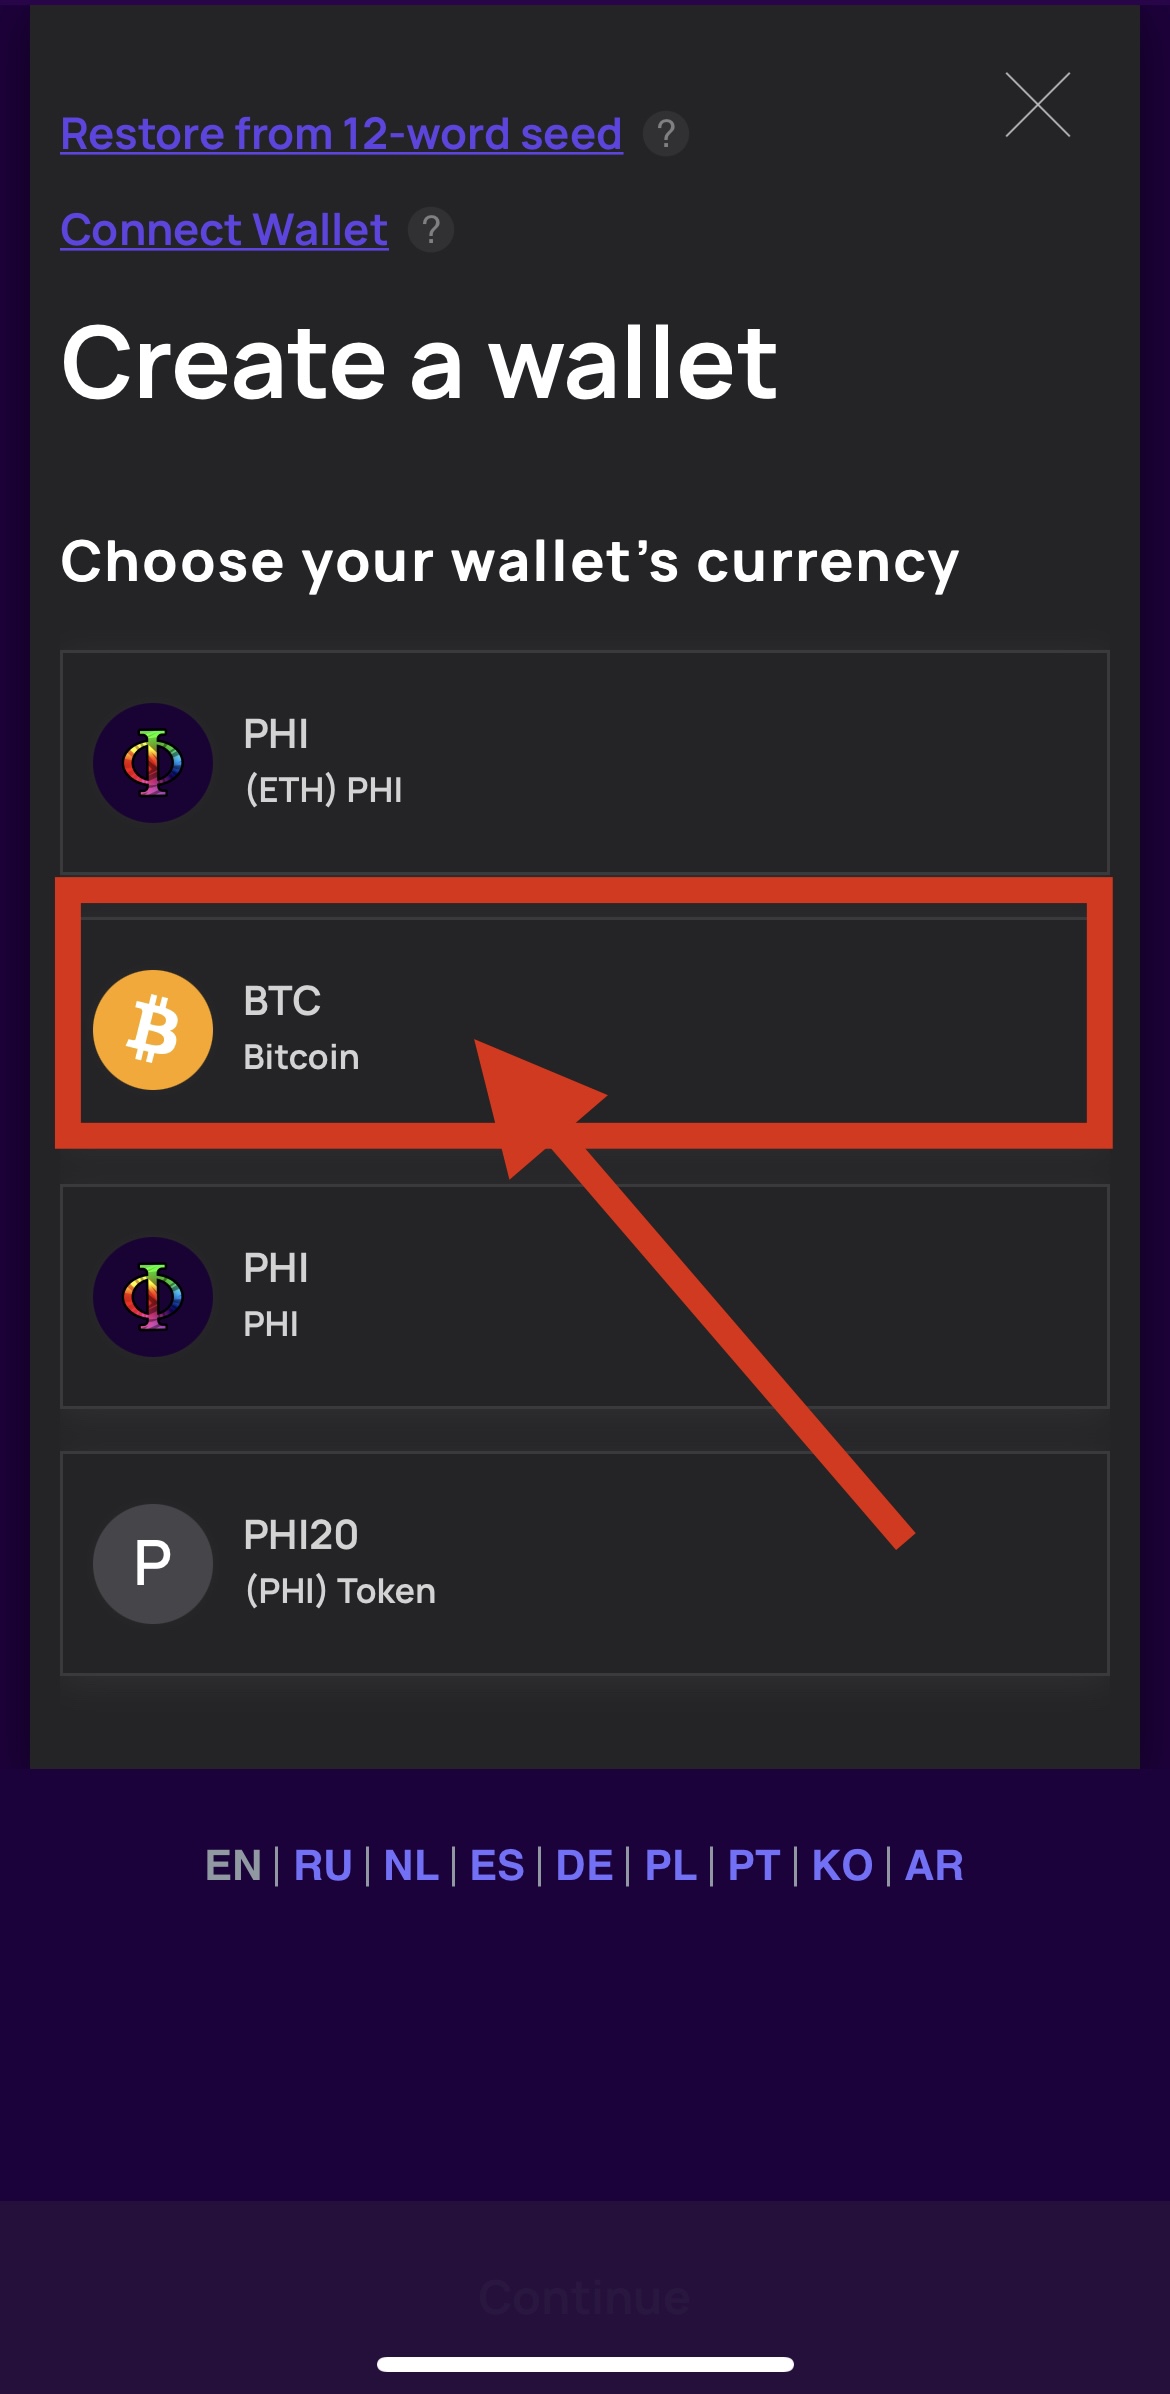 Restore from 12-word seed ?
Connect Wallet ?
Create a wallet
Choose your wallet's currency
PHI
(ETH) PHI
BTC
Bitcoin
PHI
PHI
P
PHI20
(PHI) Token
EN | RU | NL | ES | DE | PL | PT | KO | AR
Continue